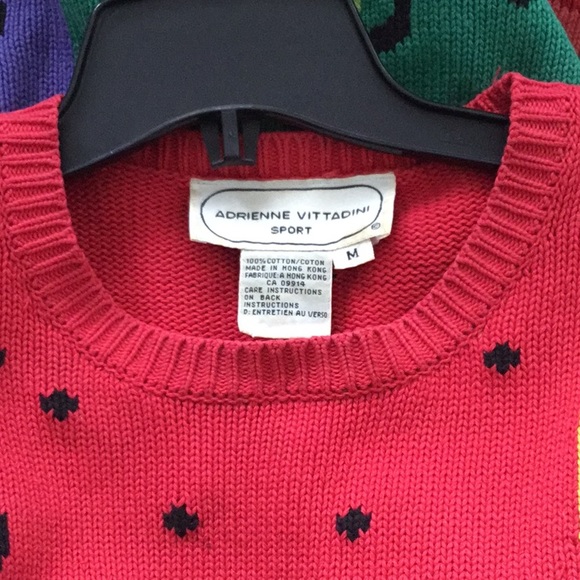 ADRIENNE VITTADINI
SPORT
©
M
100% COTTON/COTON
MADE IN HONG KONG
FABRIQUE A HONG KONG
CA 09914
CARE INSTRUCTIONS
ON BACK
INSTRUCTIONS
D: ENTRETIEN AU VERSO